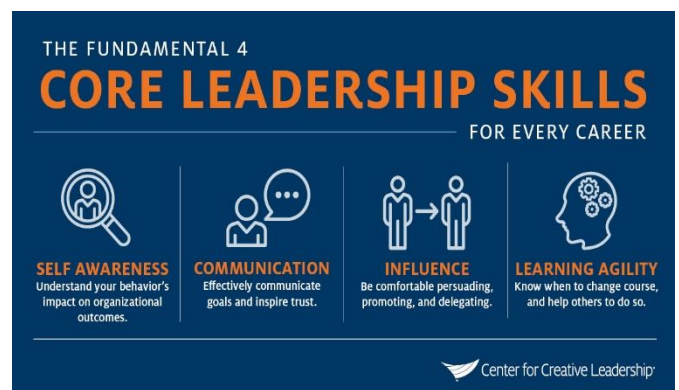 THE FUNDAMENTAL 4
CORE LEADERSHIP SKILLS
FOR EVERY CAREER
SELF AWARENESS
Understand your behavior's
impact on organizational
outcomes.
COMMUNICATION
Effectively communicate
goals and inspire trust.
INFLUENCE
Be comfortable persuading,
promoting, and delegating.
LEARNING AGILITY
Know when to change course,
and help others to do so.
Center for Creative Leadership